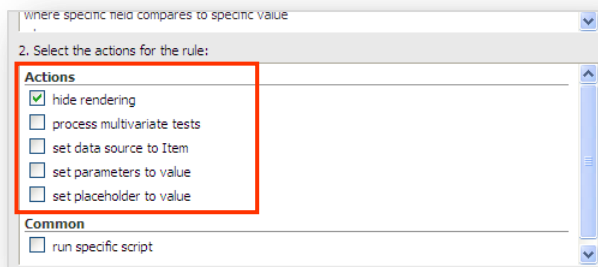 where specific field compares to specific value
2. Select the actions for the rule:
Actions
hide rendering
process multivariate tests
set data source to Item
set parameters to value
set placeholder to value
Common
run specific script